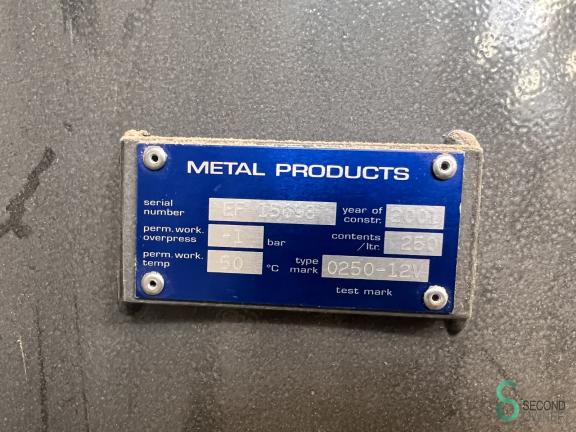 METAL PRODUCTS
serial number EF 15698 year of constr. 2001
perm. work. overpress -1 bar contents /ltr. 250
perm. work. temp 50 °C type mark 0250-12V
test mark
SECOND